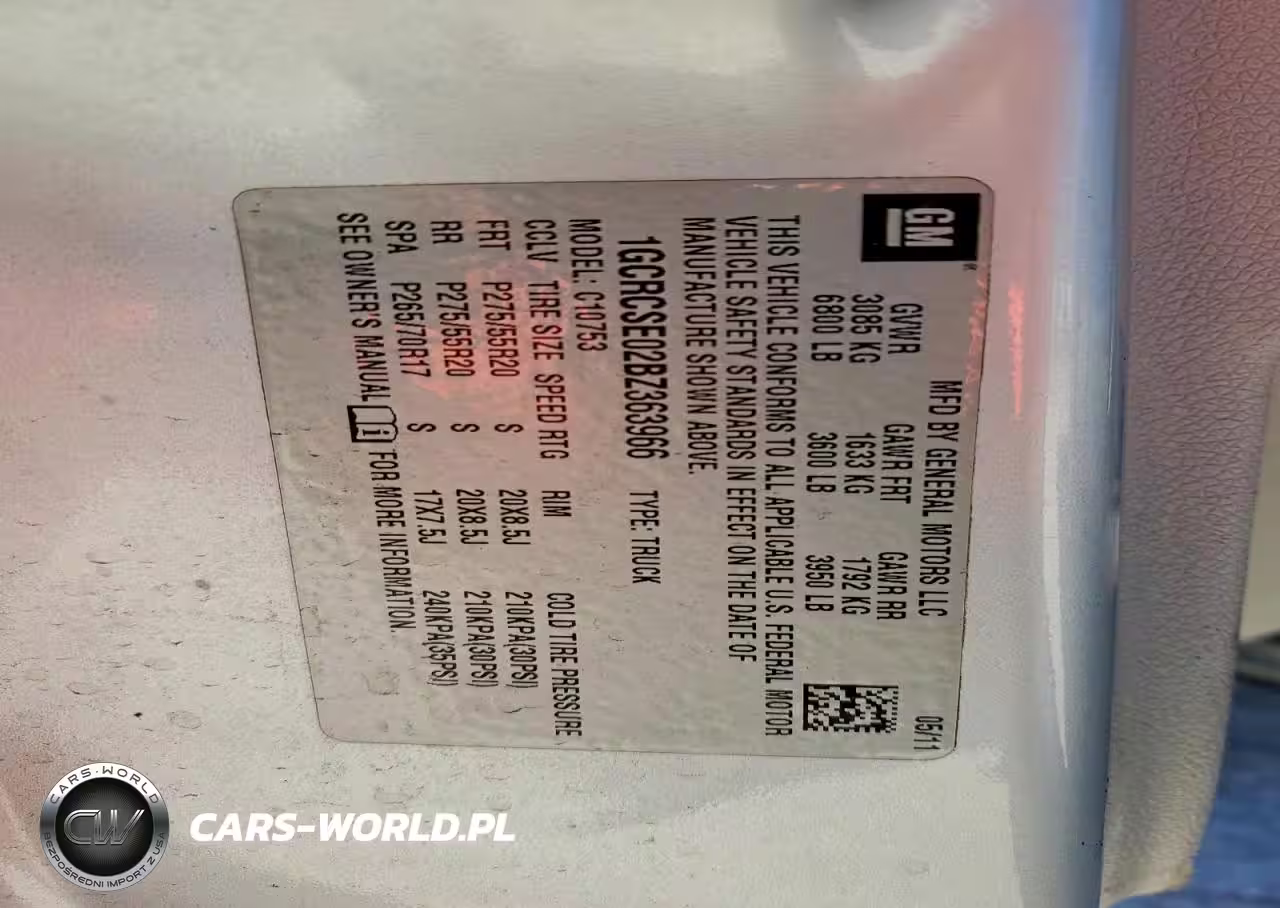 GM
MFD BY GENERAL MOTORS LLC 05/11
GVWR GAWR FRT GAWR RR
3085 KG 1633 KG 1792 KG
6800 LB 3600 LB 3950 LB
THIS VEHICLE CONFORMS TO ALL APPLICABLE U.S. FEDERAL MOTOR
VEHICLE SAFETY STANDARDS IN EFFECT ON THE DATE OF
MANUFACTURE SHOWN ABOVE.
1GCRCSE02BZ363966 TYPE: TRUCK
MODEL: C10753
CCLV TIRE SIZE SPEED RTG RIM COLD TIRE PRESSURE
FRT P275/55R20 S 20X8.5J 210KPA(30PSI)
RR P275/55R20 S 20X8.5J 210KPA(30PSI)
SPA P265/70R17 S 17X7.5J 240KPA(35PSI)
SEE OWNER'S MANUAL FOR MORE INFORMATION.
CARS-WORLD
CW
BEZPOŚREDNI IMPORT Z USA
CARS-WORLD.PL